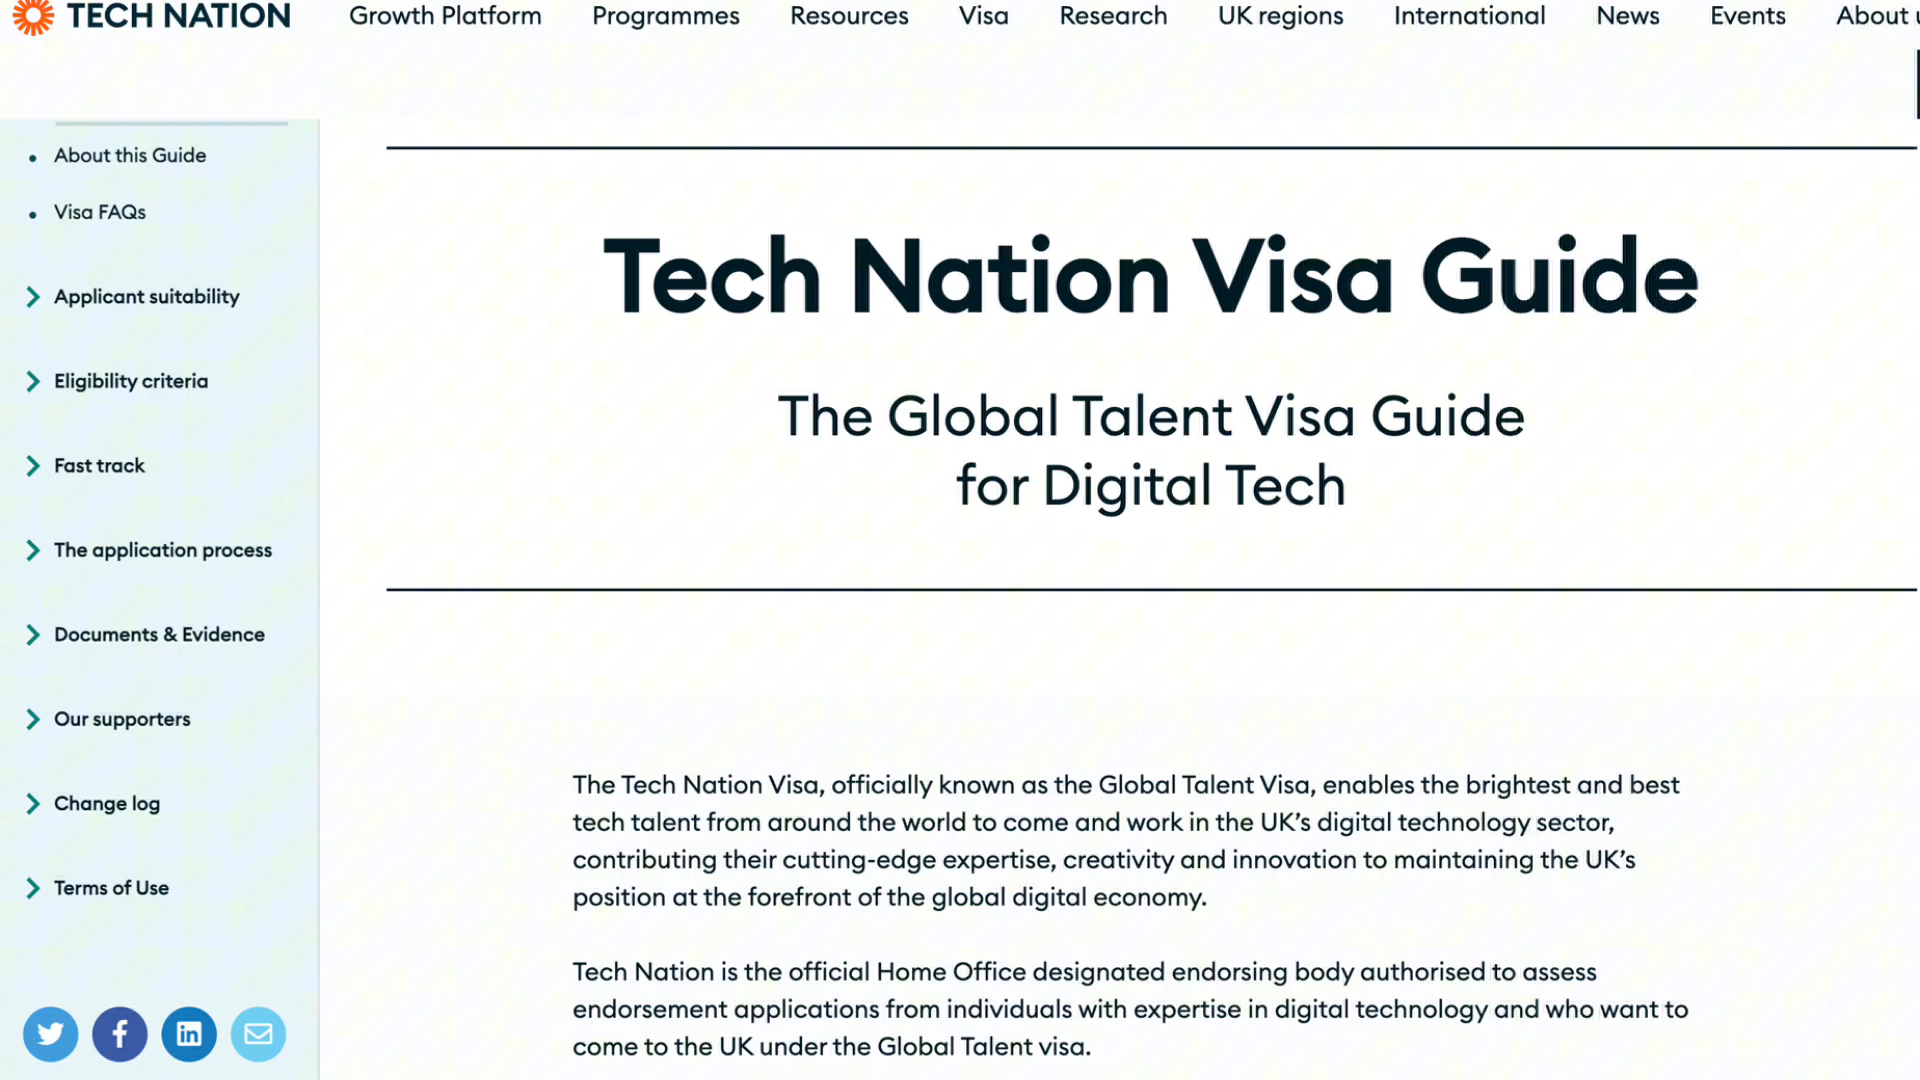 TECH NATION
Growth Platform
Programmes
Resources
Visa
Research
UK regions
International
News
Events
About
About this Guide
Visa FAQs
Applicant suitability
Eligibility criteria
Fast track
The application process
Documents & Evidence
Our supporters
Change log
Terms of Use
Tech Nation Visa Guide
The Global Talent Visa Guide
for Digital Tech
The Tech Nation Visa, officially known as the Global Talent Visa, enables the brightest and best
tech talent from around the world to come and work in the UK’s digital technology sector,
contributing their cutting-edge expertise, creativity and innovation to maintaining the UK’s
position at the forefront of the global digital economy.
Tech Nation is the official Home Office designated endorsing body authorised to assess
endorsement applications from individuals with expertise in digital technology and who want to
come to the UK under the Global Talent visa.